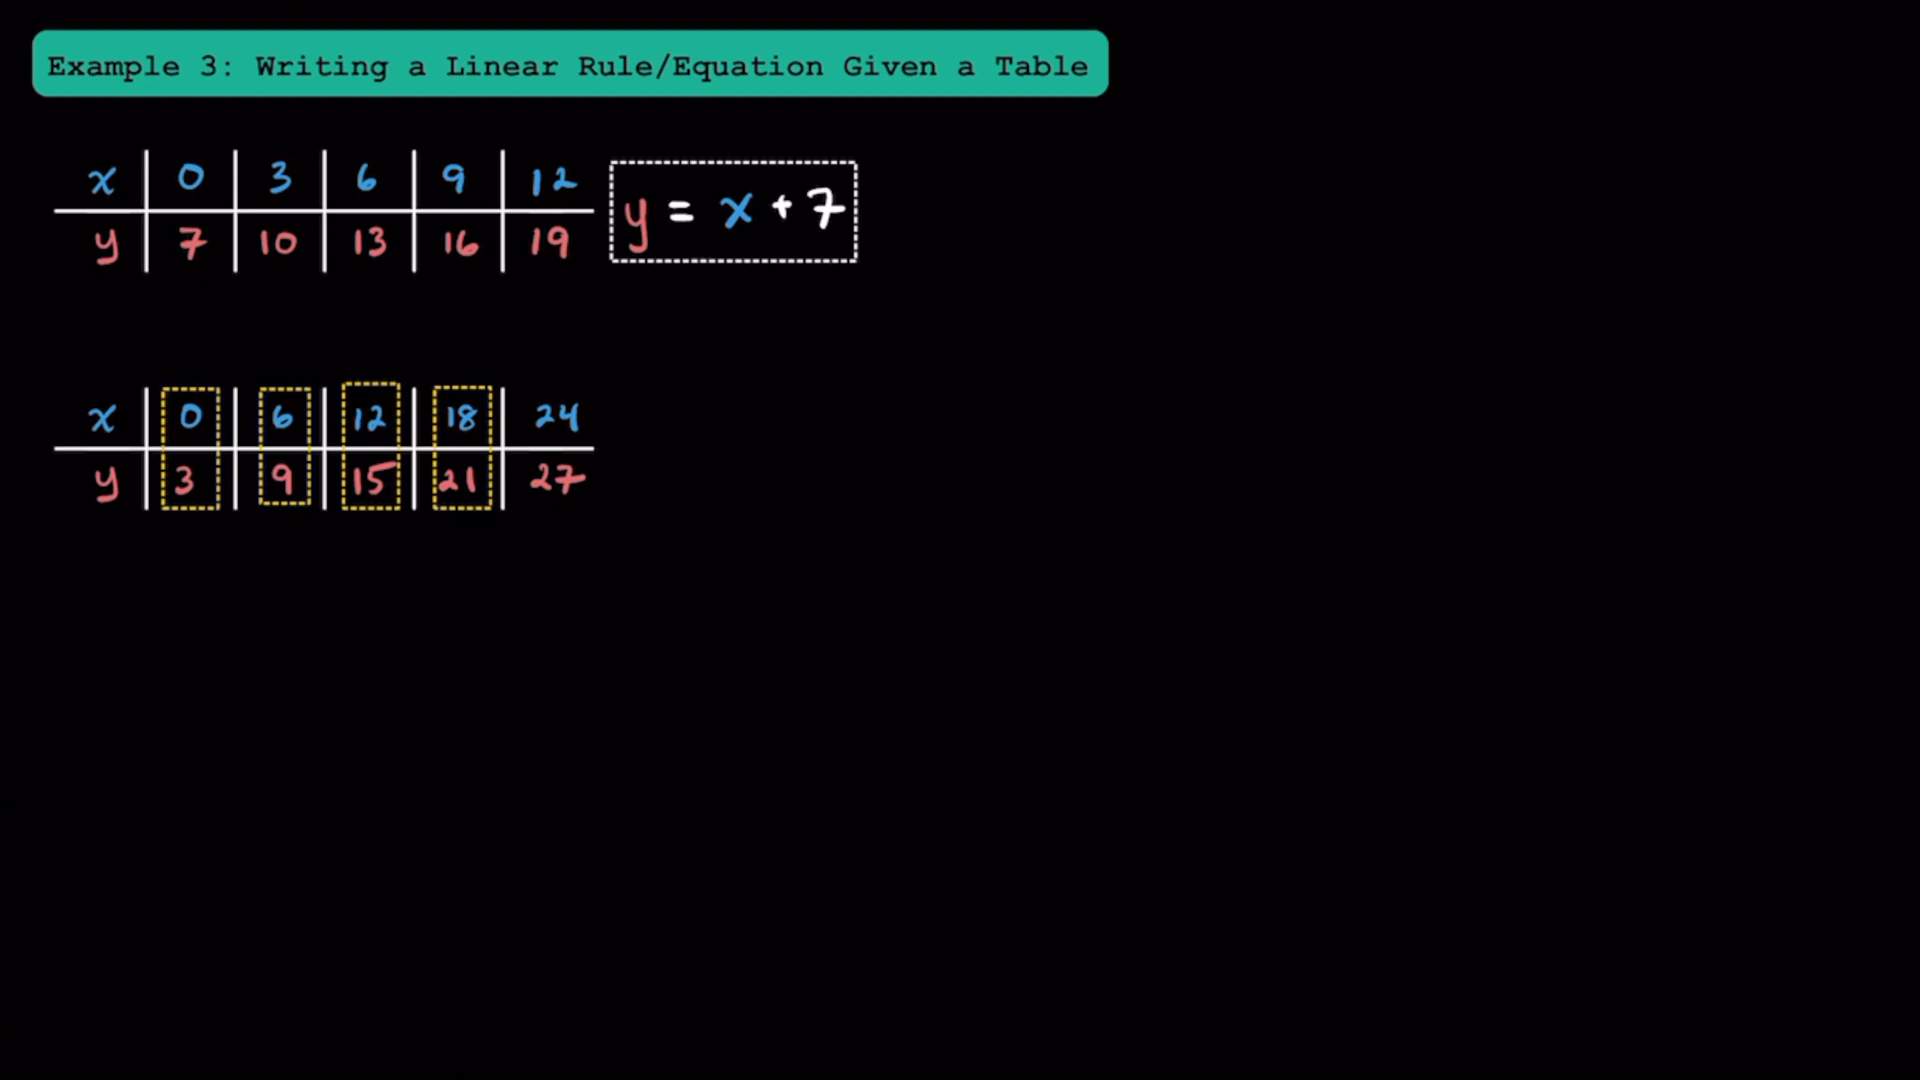 Example 3: Writing a Linear Rule/Equation Given a Table
x 0 3 6 9 12
y 7 10 13 16 19
y = x + 7
x 0 6 12 18 24
y 3 9 15 21 27